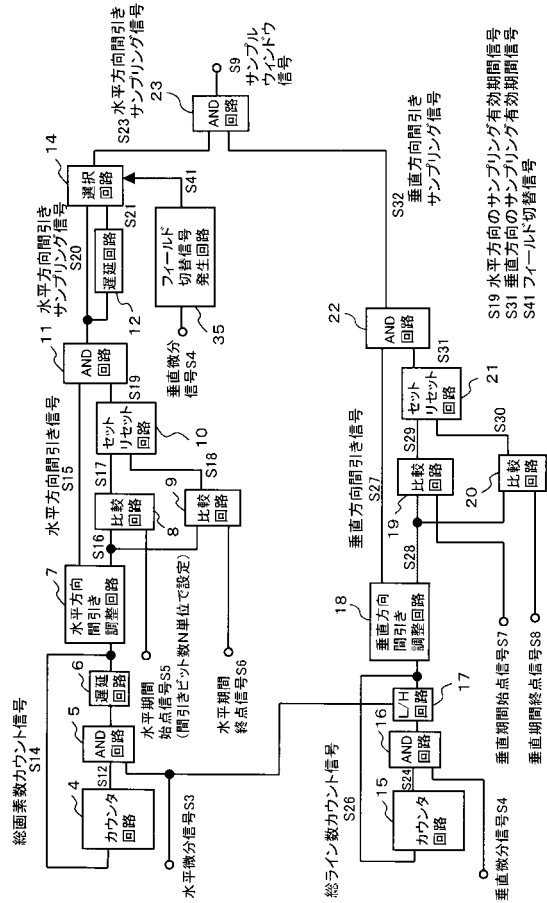 総画素数カウント信号
S14
4
カウンタ
回路
S12
5
AND
回路
6
遅延
回路
水平微分信号S3
7
水平方向
間引き
調整回路
水平方向間引き信号
S15
S16
水平期間
始点信号S5
(間引きビット数N単位で設定)
水平期間
終点信号S6
8
比較
回路
S17
9
比較
回路
S18
セット
リセット
回路
10
S19
11
AND
回路
水平方向間引き
サンプリング信号
S20
遅延回路
12
S21
14
選択
回路
S41
フィールド
切替信号
発生回路
35
垂直微分
信号S4
S23 水平方向間引き
サンプリング信号
23
AND
回路
S9
サンプル
ウィンドウ
信号
S32
垂直方向間引き
サンプリング信号
総ライン数カウント信号
S26
15
カウンタ
回路
S24
16
AND
回路
L/H
回路
17
垂直微分信号S4
18
垂直方向
間引き
調整回路
垂直方向間引き信号
S27
S28
19
比較
回路
S29
20
比較
回路
S30
垂直期間始点信号S7
垂直期間終点信号S8
セット
リセット
回路
21
S31
22
AND
回路
S19 水平方向のサンプリング有効期間信号
S31 垂直方向のサンプリング有効期間信号
S41 フィールド切替信号